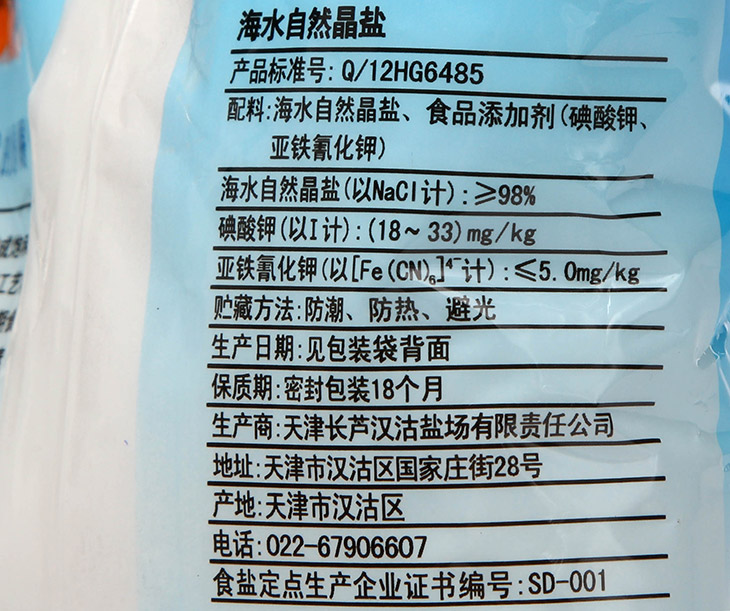 海水自然晶盐
产品标准号:Q/12HG6485
配料:海水自然晶盐、食品添加剂(碘酸钾、
亚铁氰化钾)
海水自然晶盐(以NaCl计):≥98%
碘酸钾(以I计):(18~33)mg/kg
亚铁氰化钾(以[Fe(CN)₆]⁴⁻计):≤5.0mg/kg
贮藏方法:防潮、防热、避光
生产日期:见包装袋背面
保质期:密封包装18个月
生产商:天津长芦汉沽盐场有限责任公司
地址:天津市汉沽区国家庄街28号
产地:天津市汉沽区
电话:022-67906607
食盐定点生产企业证书编号:SD-001